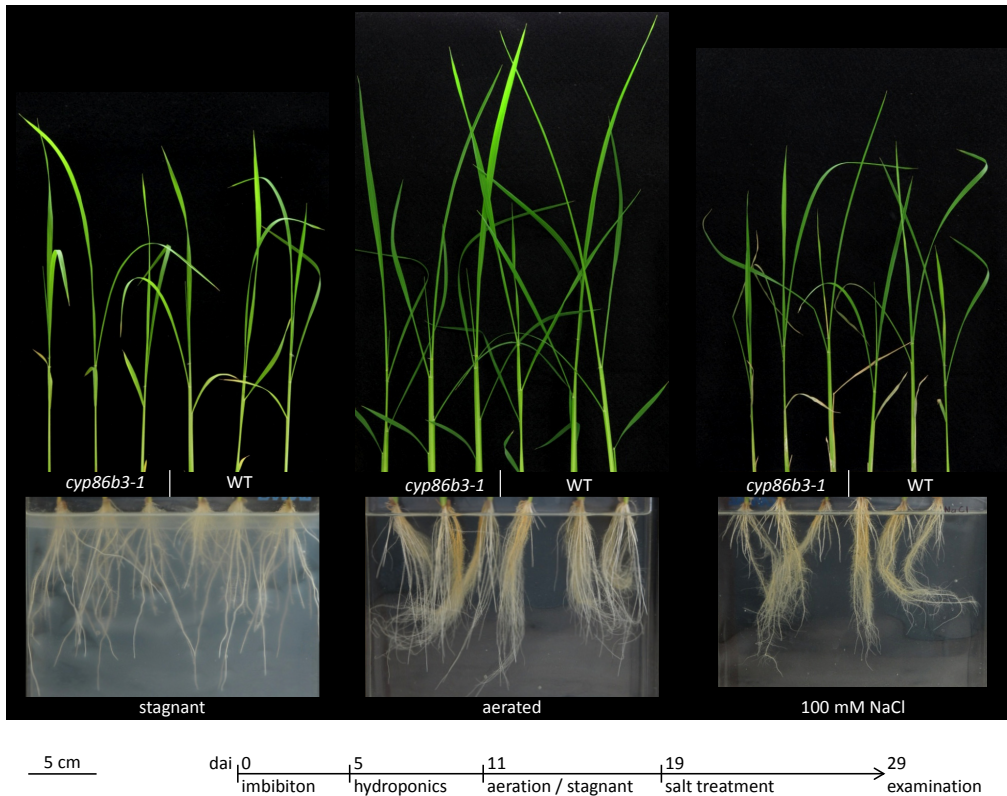 cyp86b3-1 WT cyp86b3-1 WT cyp86b3-1 WT
stagnant aerated 100 mM NaCl
5 cm dai 0 5 11 19 29
imbibiton hydroponics aeration / stagnant salt treatment examination